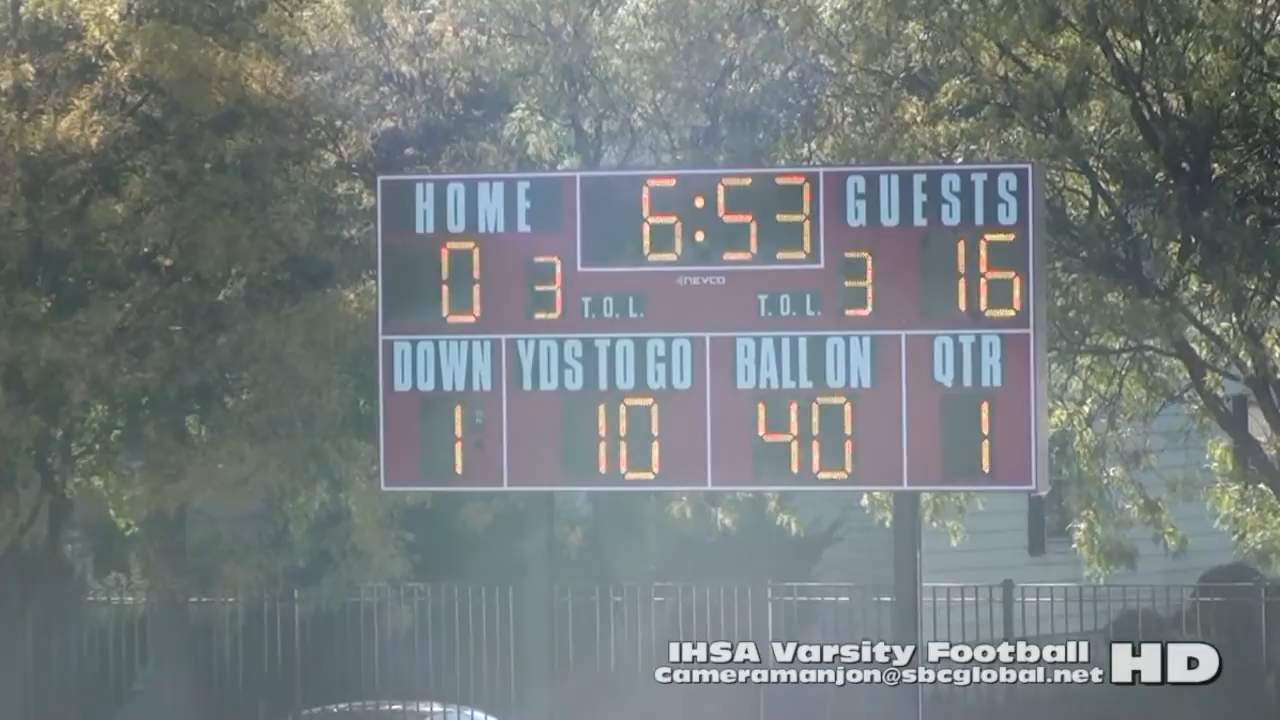 HOME 6:53 GUESTS
0 3 T.O.L. NEVCO T.O.L. 3 16
DOWN YDS TO GO BALL ON QTR
1 10 40 1
IHSA Varsity Football HD
cameramanjon@sbcglobal.net